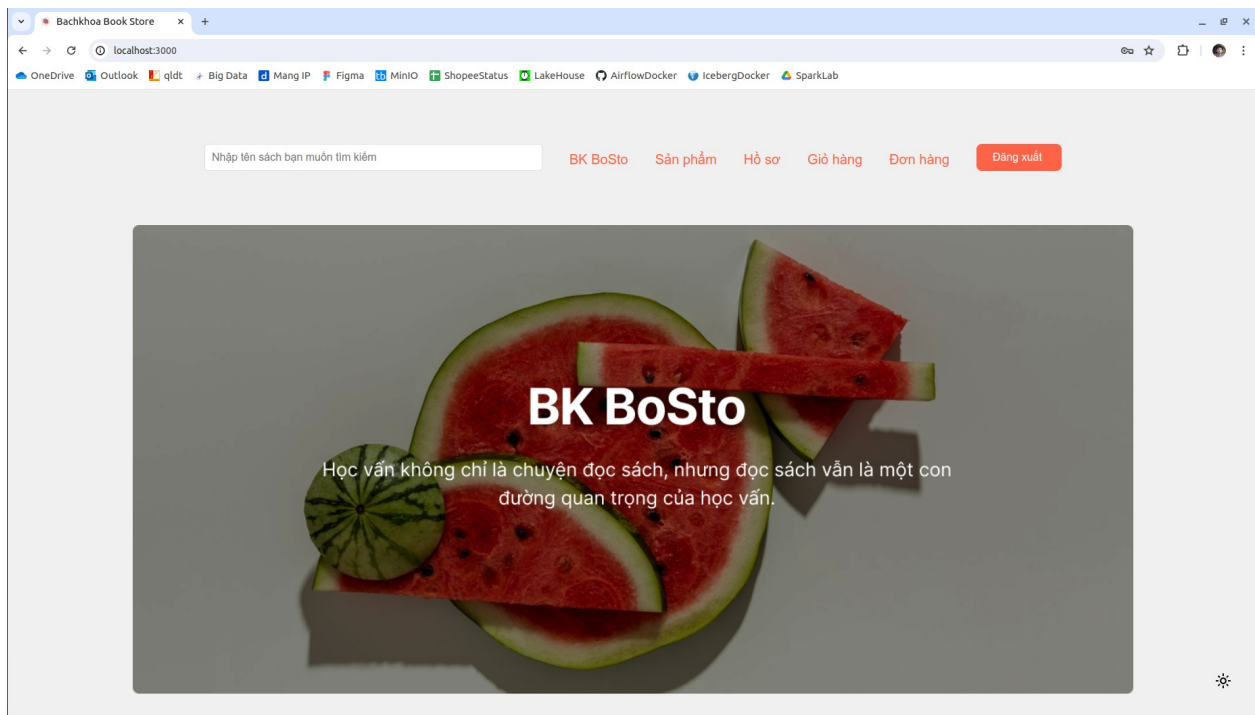 Bachkhoa Book Store
localhost:3000
OneDrive Outlook qldt Big Data Mang IP Figma MinIO ShopeeStatus LakeHouse AirflowDocker IcebergDocker SparkLab
Nhập tên sách bạn muốn tìm kiếm BK BoSto Sản phẩm Hồ sơ Giỏ hàng Đơn hàng Đăng xuất
BK BoSto
Học vấn không chỉ là chuyện đọc sách, nhưng đọc sách vẫn là một con
đường quan trọng của học vấn.